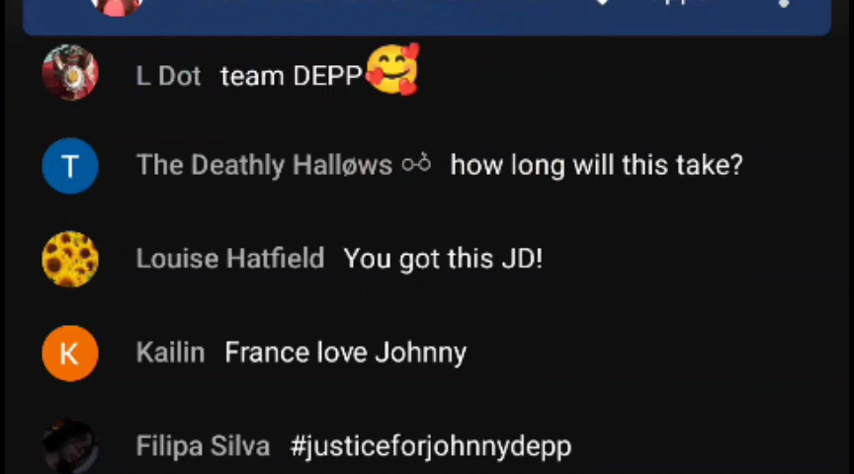 L Dot team DEPP🥰
T The Deathly Halløws how long will this take?
Louise Hatfield You got this JD!
K Kailin France love Johnny
Filipa Silva #justiceforjohnnydepp